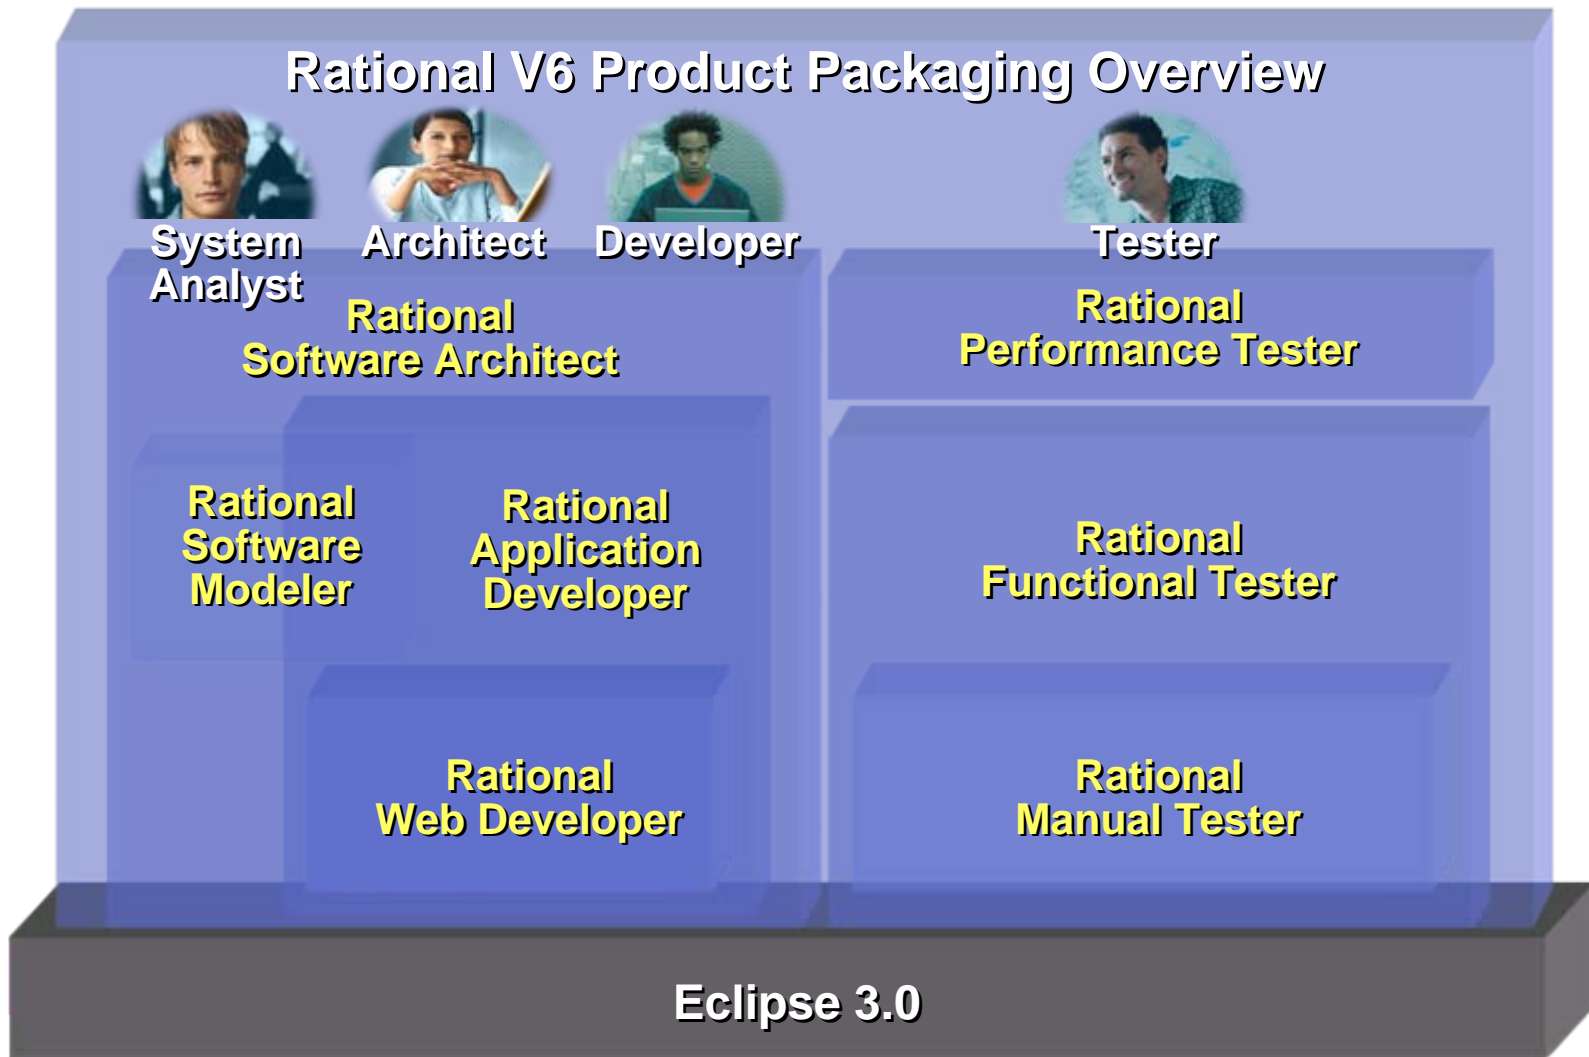 Rational V6 Product Packaging Overview
System
Analyst
Architect
Developer
Tester
Rational
Software Architect
Rational
Performance Tester
Rational
Software
Modeler
Rational
Application
Developer
Rational
Functional Tester
Rational
Web Developer
Rational
Manual Tester
Eclipse 3.0